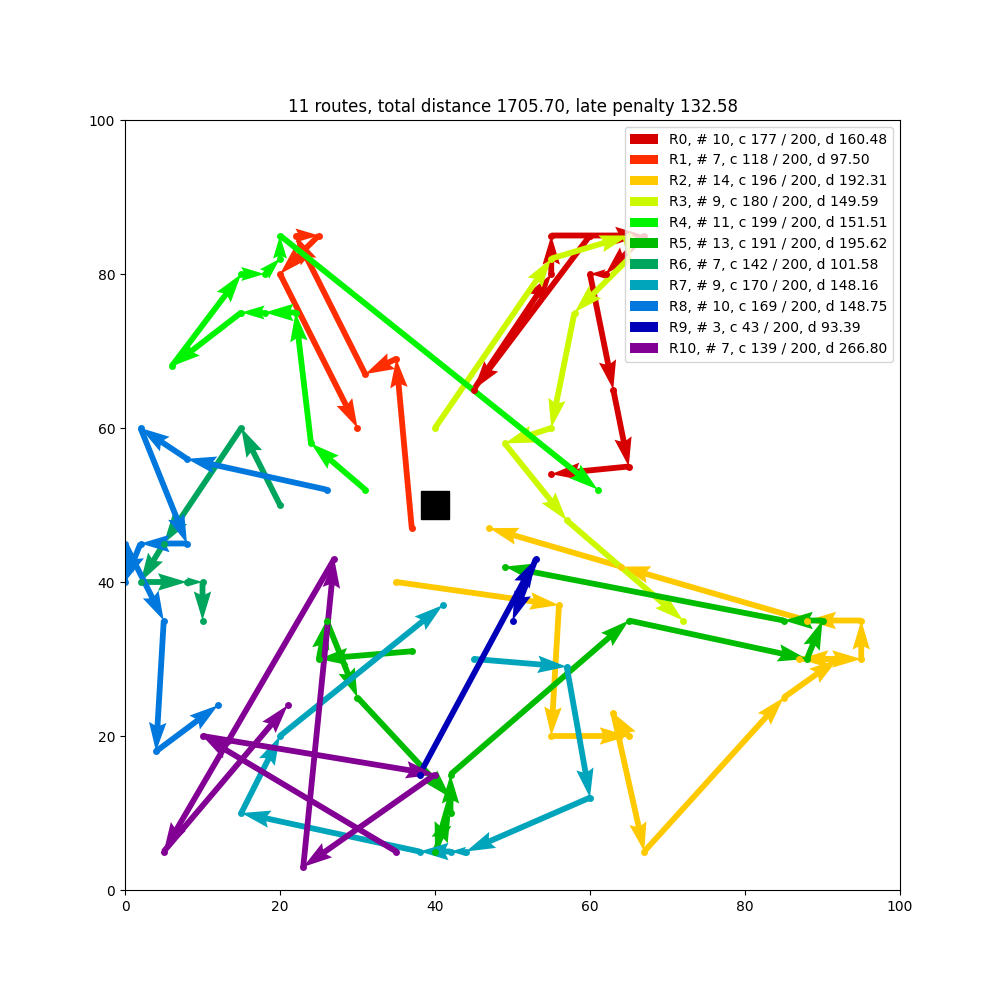 11 routes, total distance 1705.70, late penalty 132.58
R0, # 10, c 177 / 200, d 160.48
R1, # 7, c 118 / 200, d 97.50
R2, # 14, c 196 / 200, d 192.31
R3, # 9, c 180 / 200, d 149.59
R4, # 11, c 199 / 200, d 151.51
R5, # 13, c 191 / 200, d 195.62
R6, # 7, c 142 / 200, d 101.58
R7, # 9, c 170 / 200, d 148.16
R8, # 10, c 169 / 200, d 148.75
R9, # 3, c 43 / 200, d 93.39
R10, # 7, c 139 / 200, d 266.80
100
80
60
40
20
0
0 20 40 60 80 100